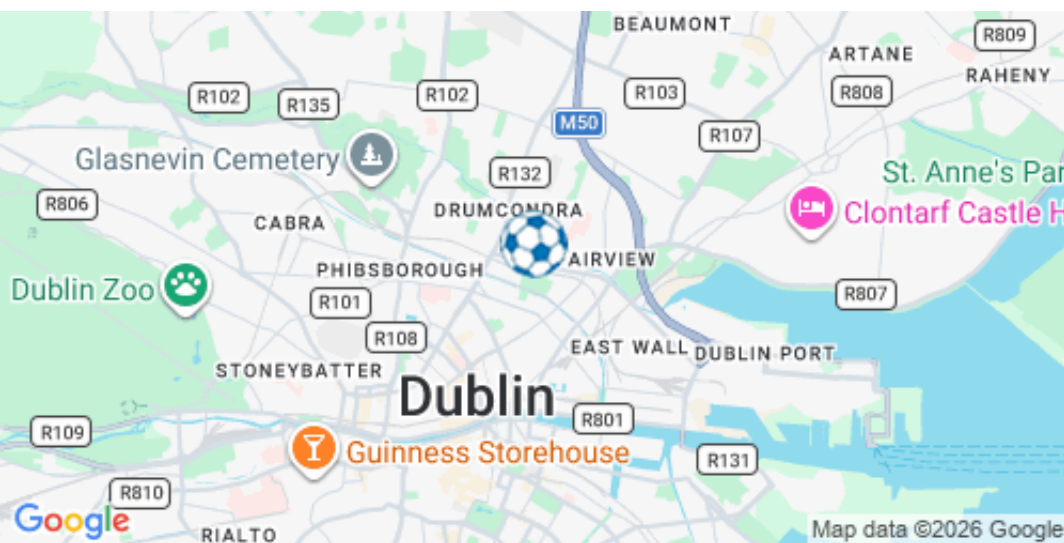 BEAUMONT
R809
ARTANE
RAHENY
R102
R135
R102
R103
R808
M50
R107
Glasnevin Cemetery
R132
St. Anne's Par
R806
DRUMCONDRA
Clontarf Castle H
CABRA
AIRVIEW
PHIBSBOROUGH
Dublin Zoo
R101
R807
R108
EAST WALL
DUBLIN PORT
STONEYBATTER
Dublin
R801
R109
Guinness Storehouse
R131
R810
Google
RIALTO
Map data ©2026 Google